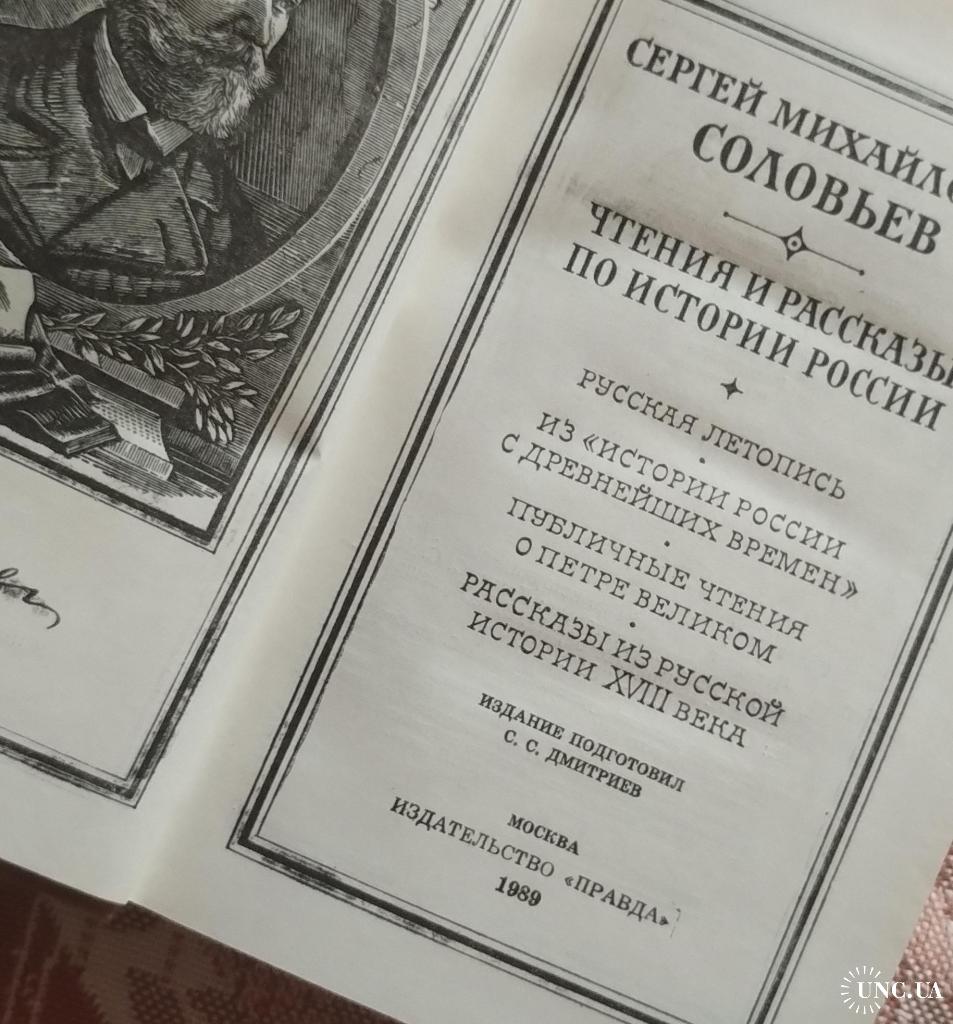 СЕРГЕЙ МИХАЙЛО
СОЛОВЬЕВ
ЧТЕНИЯ И РАССКАЗЫ
ПО ИСТОРИИ РОССИИ
РУССКАЯ ЛЕТОПИСЬ
ИЗ «ИСТОРИИ РОССИИ
С ДРЕВНЕЙШИХ ВРЕМЕН»
ПУБЛИЧНЫЕ ЧТЕНИЯ
О ПЕТРЕ ВЕЛИКОМ
РАССКАЗЫ ИЗ РУССКОЙ
ИСТОРИИ XVIII ВЕКА
ИЗДАНИЕ ПОДГОТОВИЛ
С. С. ДМИТРИЕВ
МОСКВА
ИЗДАТЕЛЬСТВО «ПРАВДА»
1989
UNC.UA